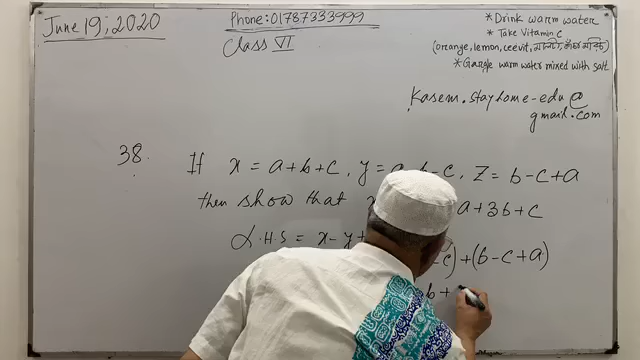 June 19, 2020
Phone: 01787333999
Class VI
* Drink warm water
* Take Vitamin C
(orange, lemon, ceevit,
* Gargle warm water mixed with salt
Kasem.stayhome-edu@
gmail.com
38. If x = a+b+c, y = a b-c, z = b-c+a
then show that a+3b+c
L.H.S = x-y+
c)+(b-c+a)
b+